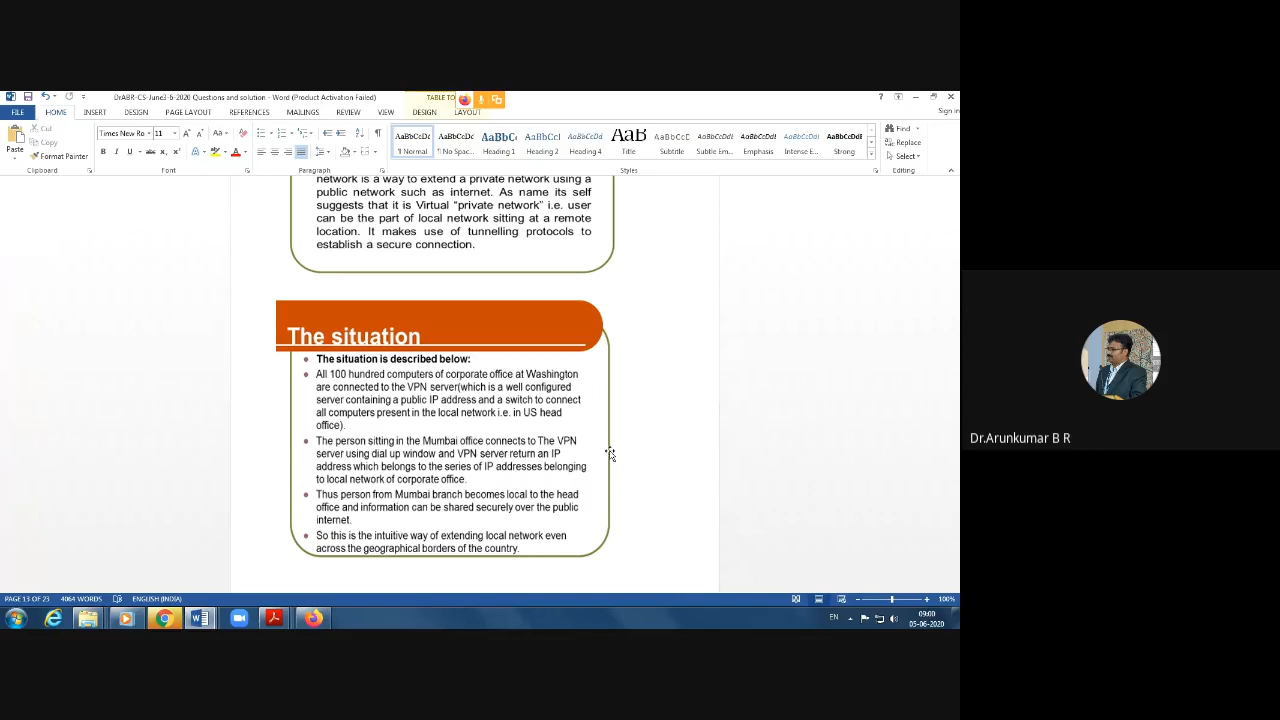 DrABR-CS-June3-6-2020 Questions and solution - Word (Product Activation Failed)
TABLE TO
FILE HOME INSERT DESIGN PAGE LAYOUT REFERENCES MAILINGS REVIEW VIEW DESIGN LAYOUT
Sign in
Paste
Cut
Copy
Format Painter
Clipboard
Times New Ro 11
Font
Paragraph
AaBbCcDc AaBbCcDc AaBbC AaBbCcI AaBbCcDd AaB AaBbCcC AaBbCcDi AaBbCcDi AaBbCcDi AaBbCcDi
¶ Normal ¶ No Spac... Heading 1 Heading 2 Heading 4 Title Subtitle Subtle Em... Emphasis Intense E... Strong
Styles
Find
Replace
Select
Editing
network is a way to extend a private network using a
public network such as internet. As name its self
suggests that it is Virtual “private network” i.e. user
can be the part of local network sitting at a remote
location. It makes use of tunnelling protocols to
establish a secure connection.
The situation
• The situation is described below:
• All 100 hundred computers of corporate office at Washington
are connected to the VPN server(which is a well configured
server containing a public IP address and a switch to connect
all computers present in the local network i.e. in US head
office).
• The person sitting in the Mumbai office connects to The VPN
server using dial up window and VPN server return an IP
address which belongs to the series of IP addresses belonging
to local network of corporate office.
• Thus person from Mumbai branch becomes local to the head
office and information can be shared securely over the public
internet.
• So this is the intuitive way of extending local network even
across the geographical borders of the country.
Dr.Arunkumar B R
PAGE 13 OF 23 4064 WORDS ENGLISH (INDIA)
100%
EN
09:00
05-06-2020